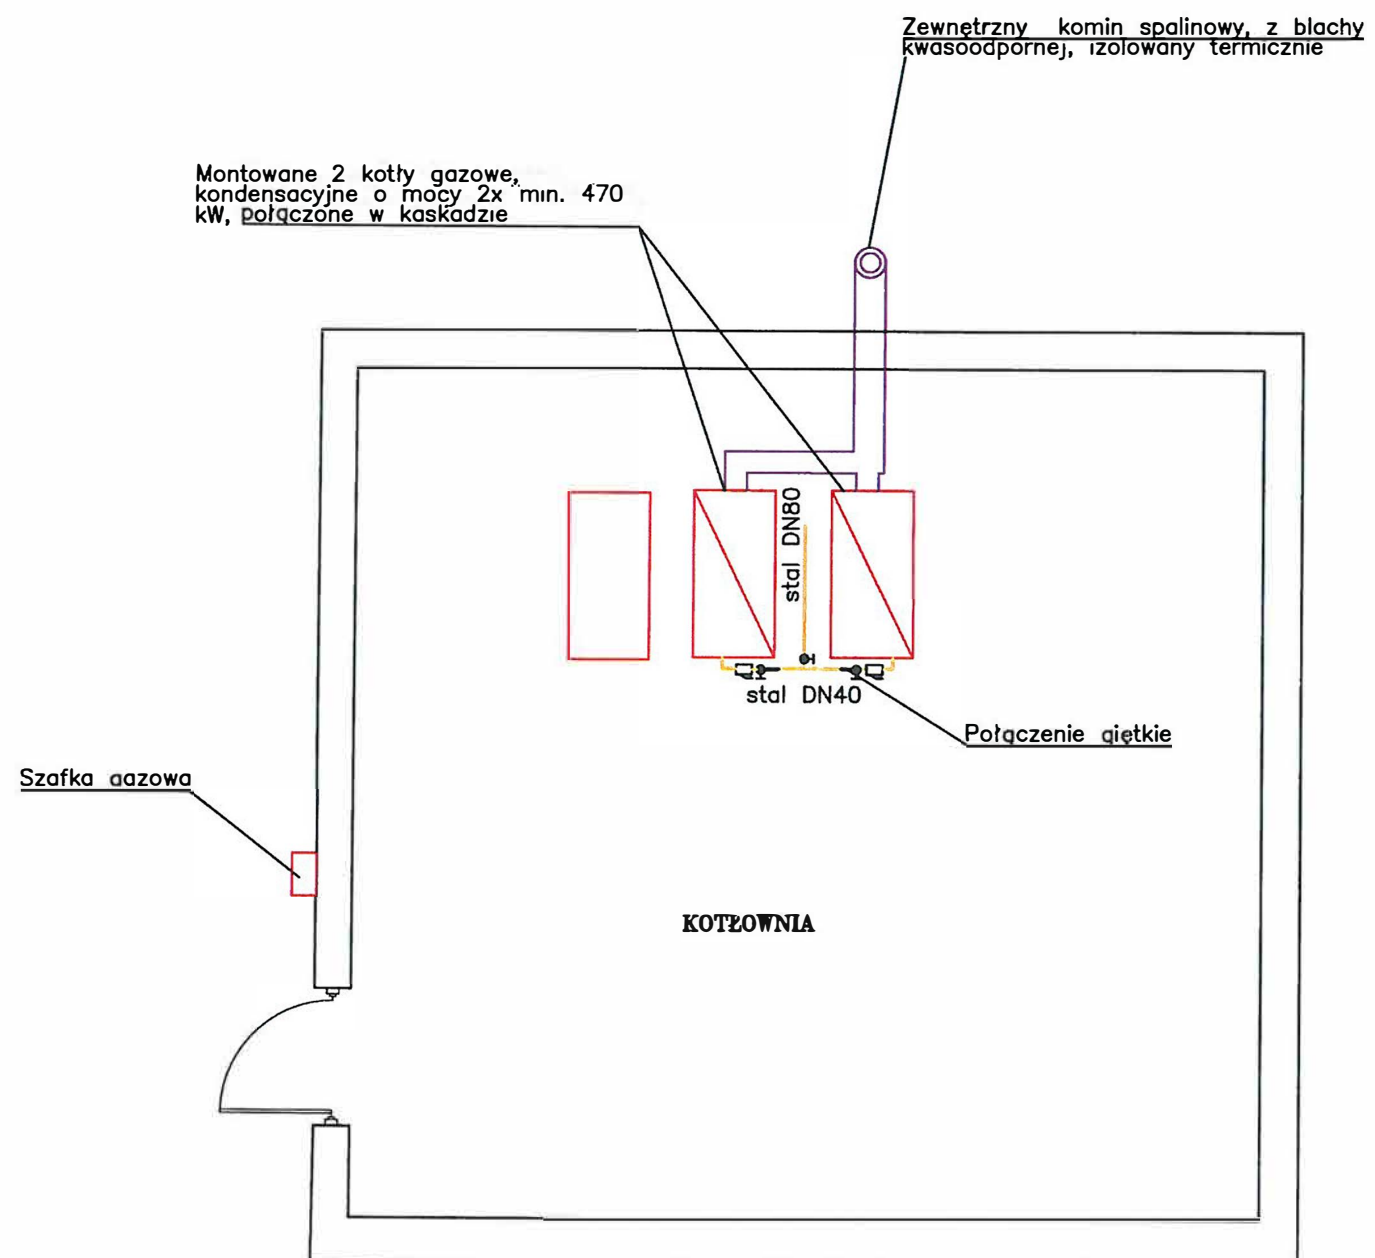 Zewnętrzny komin spalinowy, z blachy
kwasoodpornej, izolowany termicznie
Montowane 2 kotły gazowe,
kondensacyjne o mocy 2x min. 470
kW, połączone w kaskadzie
stal DN80
stal DN40
Połączenie giętkie
Szafka gazowa
KOTŁOWNIA